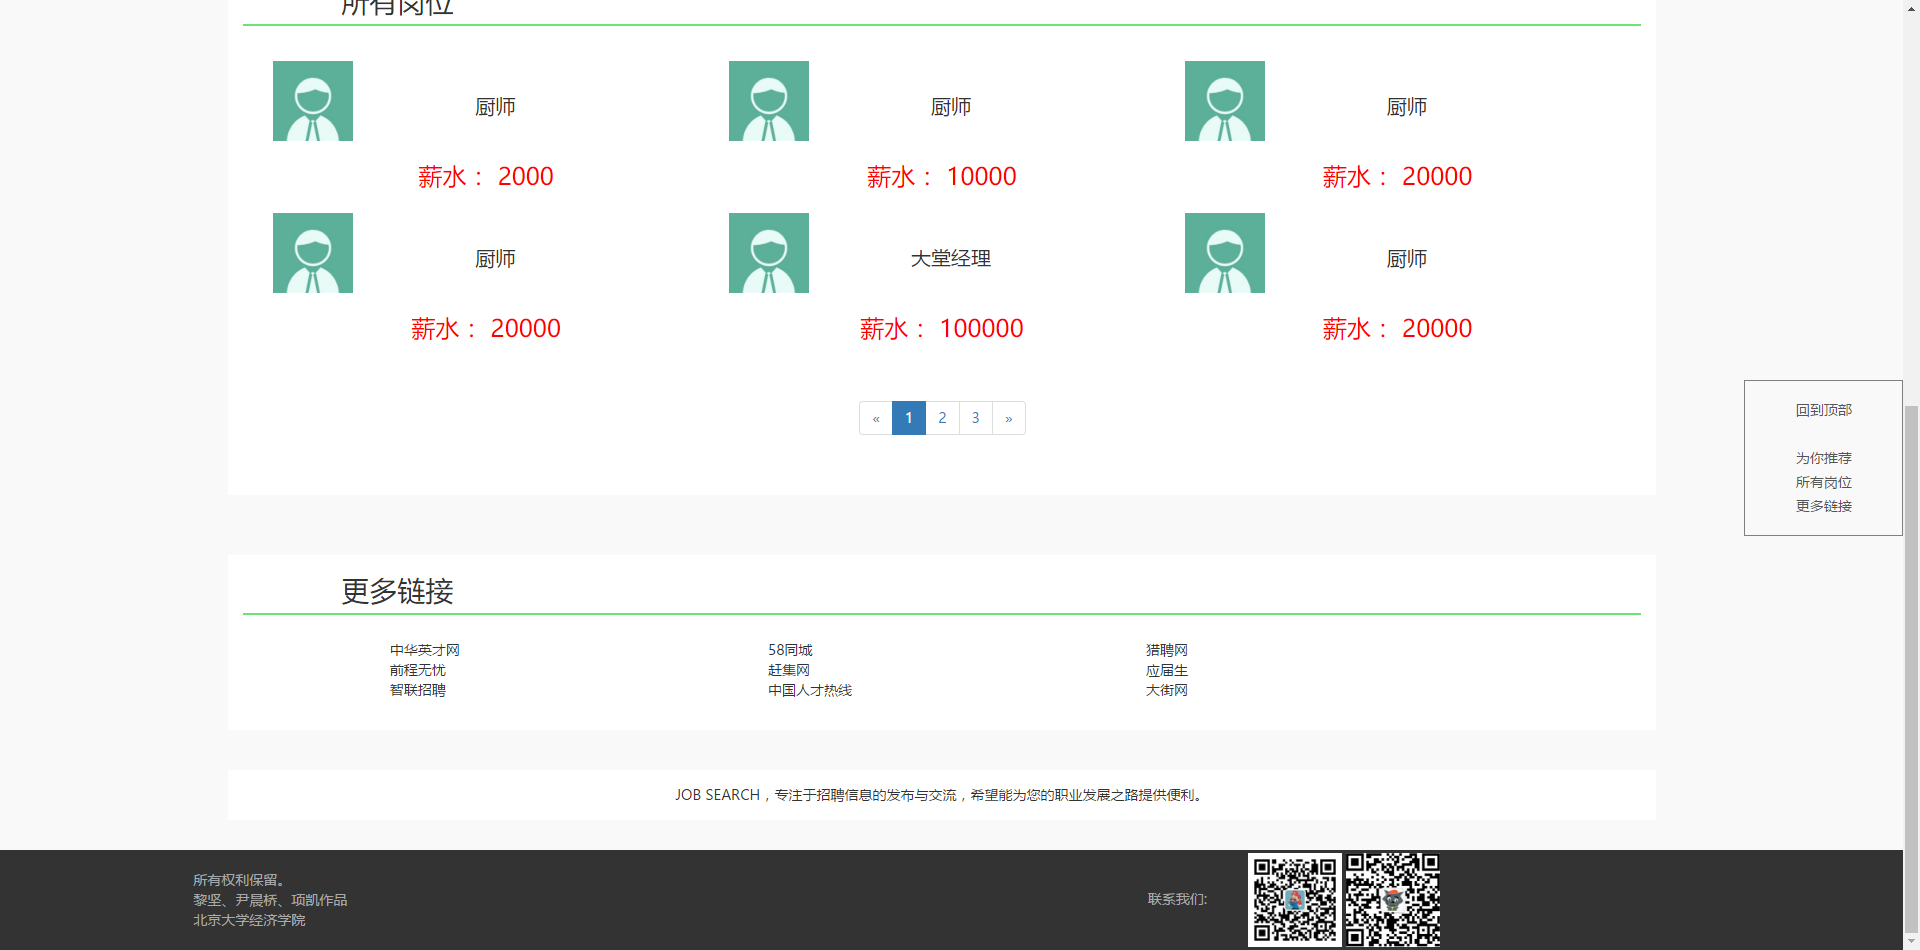 所有岗位
厨师 厨师 厨师
薪水： 2000 薪水： 10000 薪水： 20000
厨师 大堂经理 厨师
薪水： 20000 薪水： 100000 薪水： 20000
« 1 2 3 »
回到顶部
为你推荐
所有岗位
更多链接
更多链接
中华英才网 58同城 猎聘网
前程无忧 赶集网 应届生
智联招聘 中国人才热线 大街网
JOB SEARCH，专注于招聘信息的发布与交流，希望能为您的职业发展之路提供便利。
所有权利保留。
黎坚、尹晨桥、项凯作品
北京大学经济学院
联系我们: